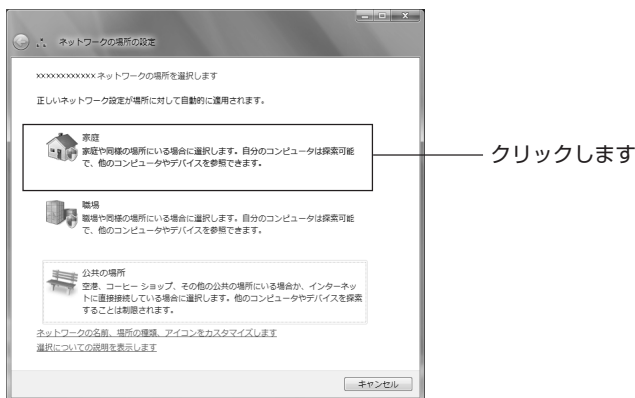 ネットワークの場所の設定
xxxxxxxxxxxx ネットワークの場所を選択します
正しいネットワーク設定が場所に対して自動的に適用されます。
家庭
家庭や同様の場所にいる場合に選択します。自分のコンピュータは探索可能
で、他のコンピュータやデバイスを参照できます。
クリックします
職場
職場や同様の場所にいる場合に選択します。自分のコンピュータは探索可能
で、他のコンピュータやデバイスを参照できます。
公共の場所
空港、コーヒー ショップ、その他の公共の場所にいる場合か、インターネッ
トに直接接続している場合に選択します。他のコンピュータやデバイスを探索
することは制限されます。
ネットワークの名前、場所の種類、アイコンをカスタマイズします
選択についての説明を表示します
キャンセル